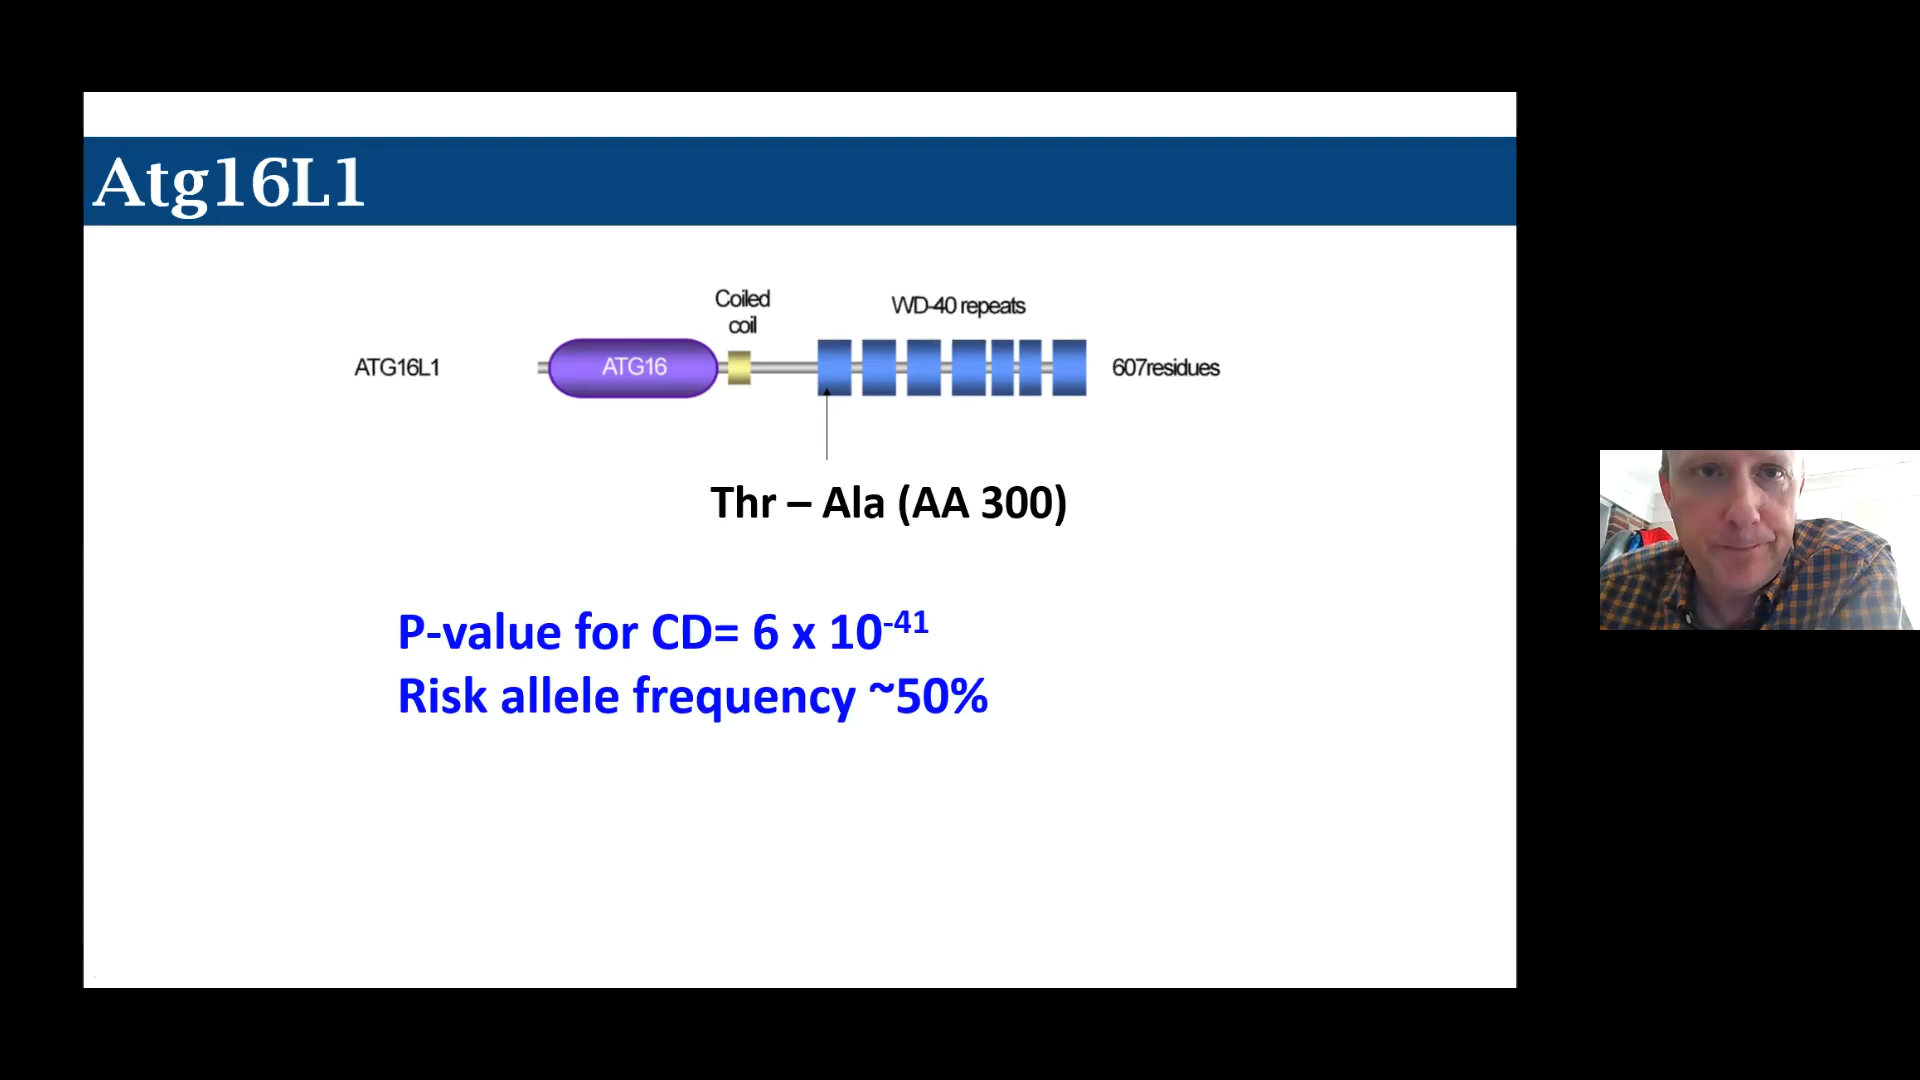 Atg16L1
Coiled
coil
WD-40 repeats
ATG16L1
ATG16
607residues
Thr – Ala (AA 300)
P-value for CD= 6 x 10⁻⁴¹
Risk allele frequency ~50%